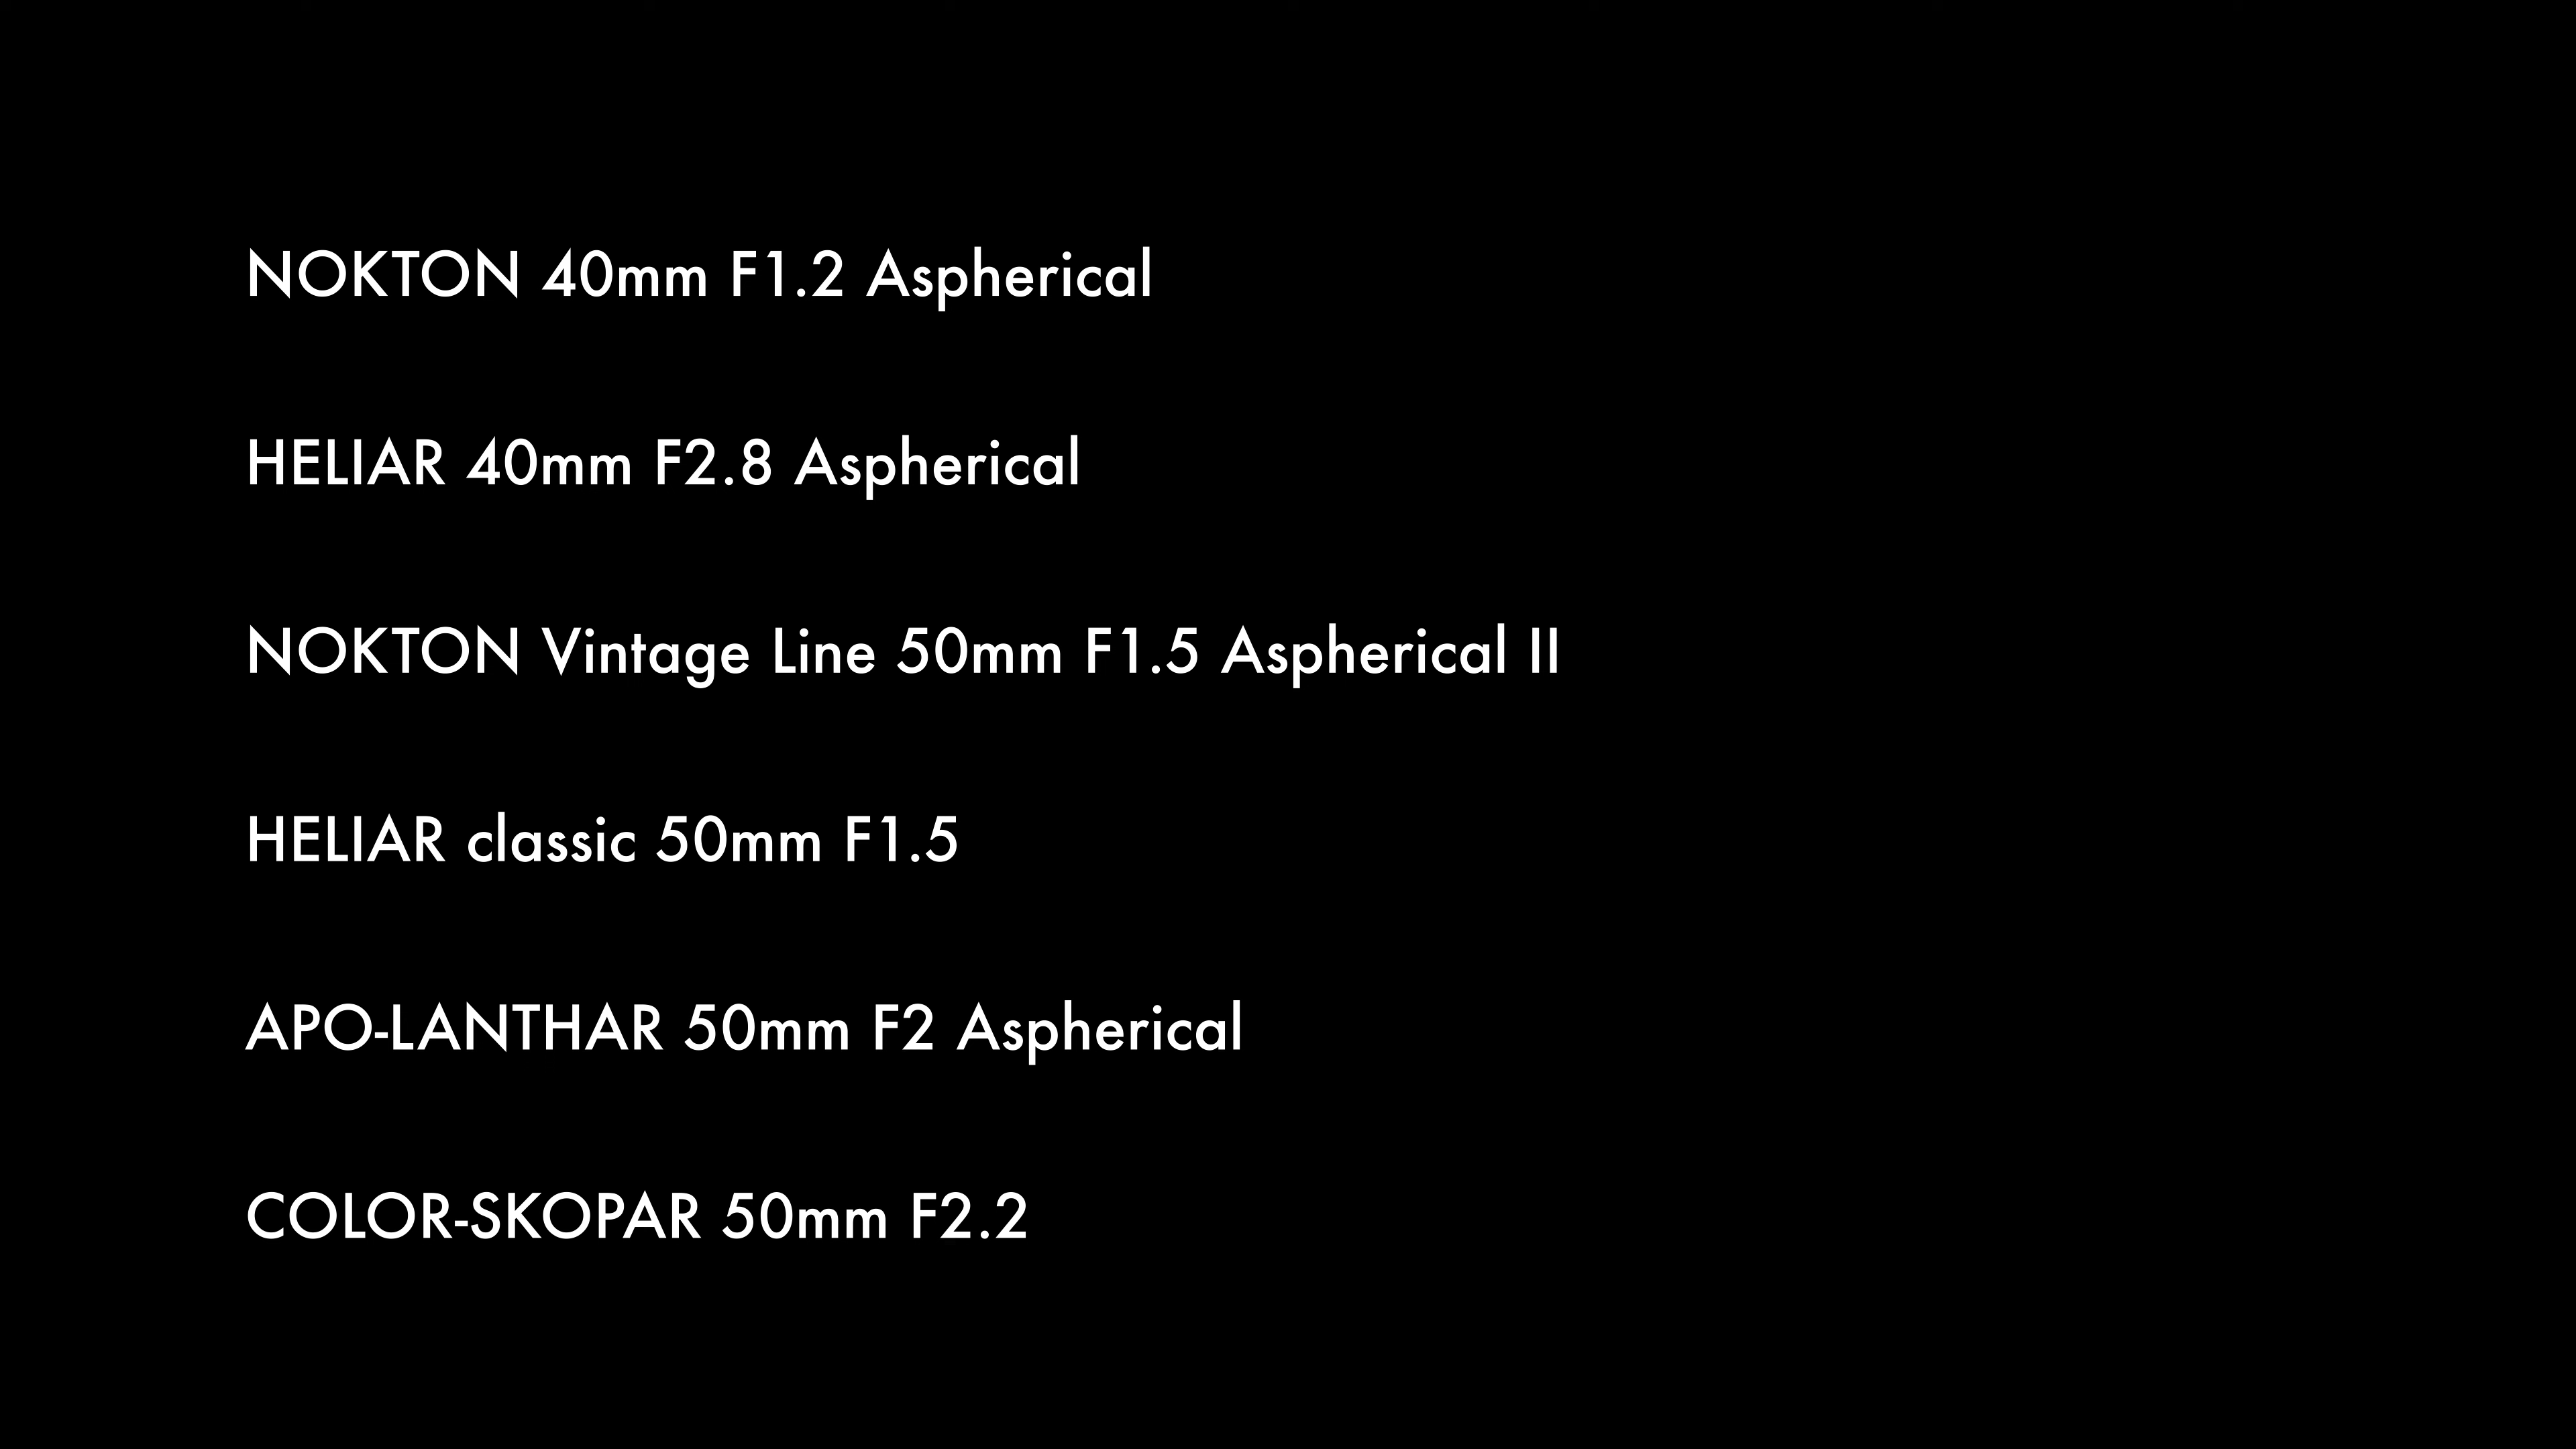 NOKTON 40mm F1.2 Aspherical
HELIAR 40mm F2.8 Aspherical
NOKTON Vintage Line 50mm F1.5 Aspherical II
HELIAR classic 50mm F1.5
APO-LANTHAR 50mm F2 Aspherical
COLOR-SKOPAR 50mm F2.2